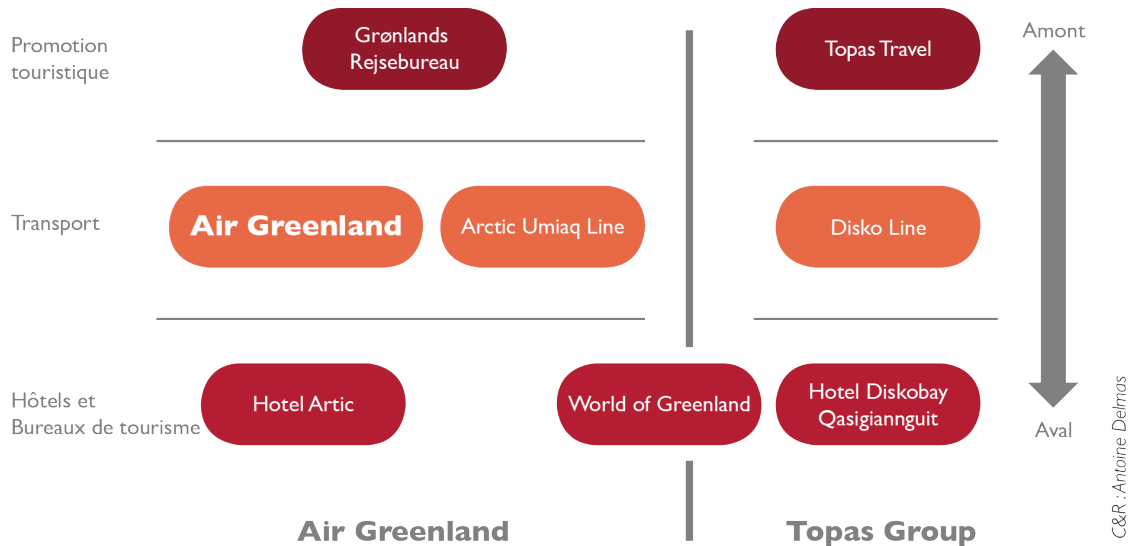 Promotion
touristique
Grønlands
Rejsebureau
Topas Travel
Amont
Transport
Air Greenland
Arctic Umiaq Line
Disko Line
Hôtels et
Bureaux de tourisme
Hotel Artic
World of Greenland
Hotel Diskobay
Qasigiannguit
Aval
Air Greenland
Topas Group
C&R : Antoine Delmas